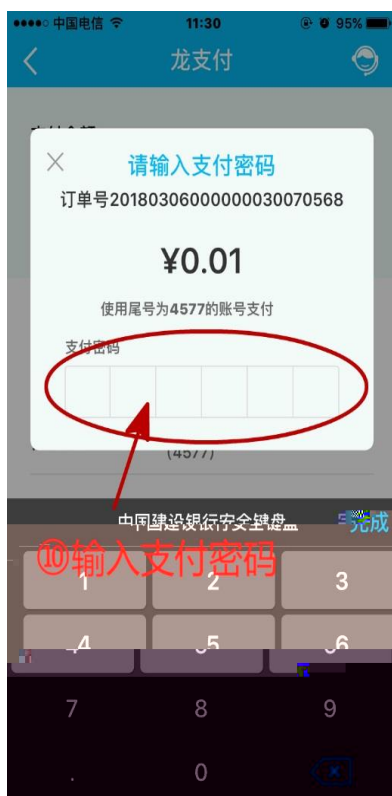 中国电信 11:30 95%
龙支付
请输入支付密码
订单号20180306000000030070568
¥0.01
使用尾号为4577的账号支付
支付密码
(4577)
中国建设银行安全键盘 完成
⑩输入支付密码
1 2 3
4 5 6
7 8 9
. 0